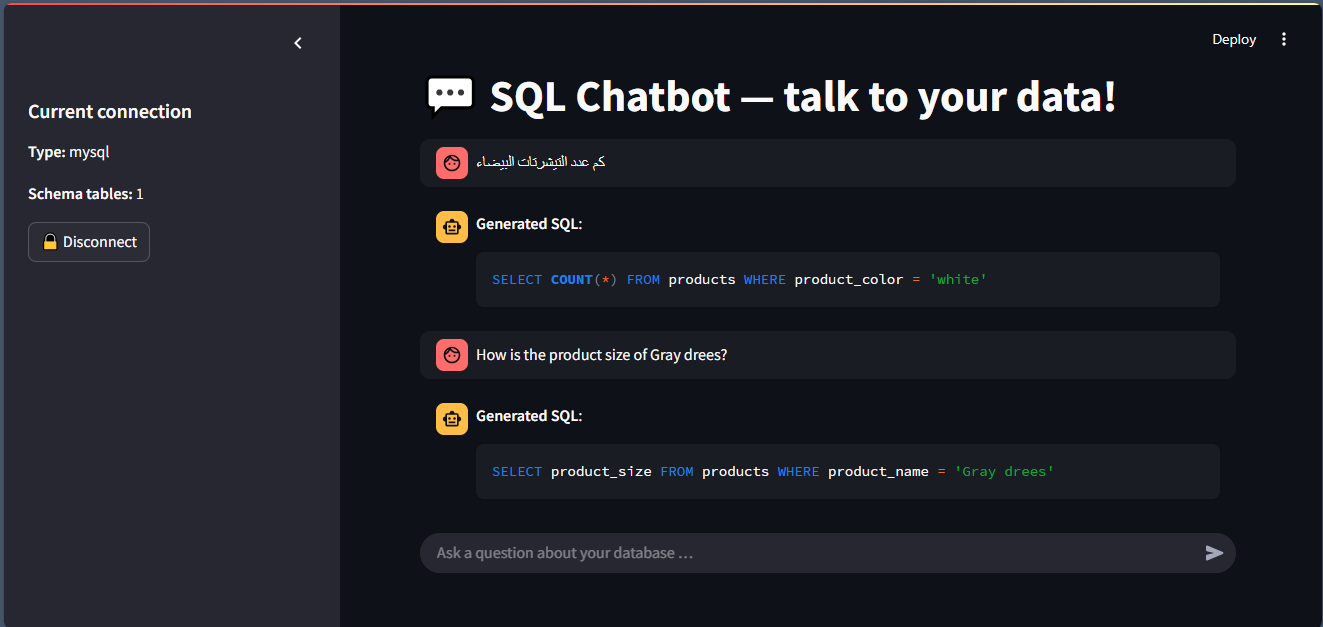 Deploy
Current connection
Type: mysql
Schema tables: 1
Disconnect
SQL Chatbot — talk to your data!
كم عدد التيشرتات البيضاء
Generated SQL:
SELECT COUNT(*) FROM products WHERE product_color = 'white'
How is the product size of Gray drees?
Generated SQL:
SELECT product_size FROM products WHERE product_name = 'Gray drees'
Ask a question about your database …